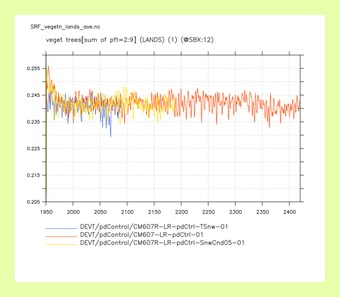 SRF_vegetn_lands_ave.nc
veget trees[sum of pft=2:9] (LANDS) (1) (@SBX:12)
0.255
0.245
0.235
0.225
0.215
0.205
1950 2000 2050 2100 2150 2200 2250 2300 2350 2400
DEVT/pdControl/CM607R-LR-pdCtrl-TSnw-01
DEVT/pdControl/CM607-LR-pdCtrl-01
DEVT/pdControl/CM607R-LR-pdCtrl-SnwCnd05-01